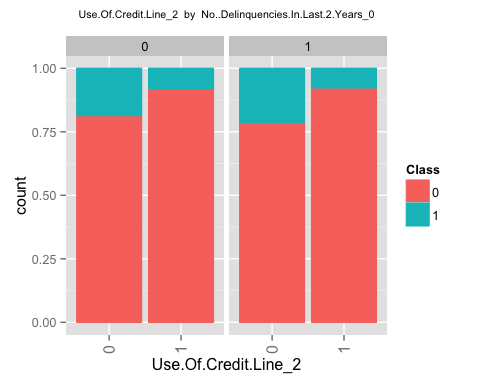 Use.Of.Credit.Line_2 by No..Delinquencies.In.Last.2.Years_0
0 1
1.00
0.75
0.50
0.25
0.00
count
0 1 0 1
Use.Of.Credit.Line_2
Class
0
1